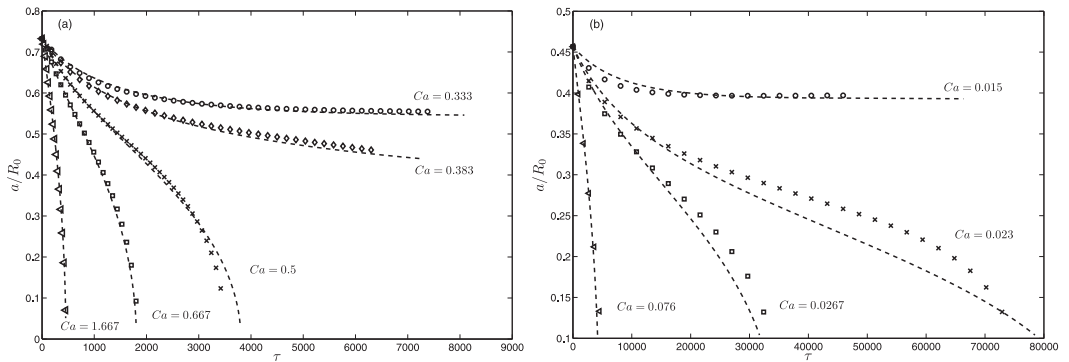 (a)
0.8
0.7
0.6
0.5
0.4
0.3
0.2
0.1
0
a/R₀
0 1000 2000 3000 4000 5000 6000 7000 8000 9000
τ
Ca = 0.333
Ca = 0.383
Ca = 0.5
Ca = 0.667
Ca = 1.667
(b)
0.5
0.45
0.4
0.35
0.3
0.25
0.2
0.15
0.1
a/R₀
0 10000 20000 30000 40000 50000 60000 70000 80000
τ
Ca = 0.015
Ca = 0.023
Ca = 0.0267
Ca = 0.076